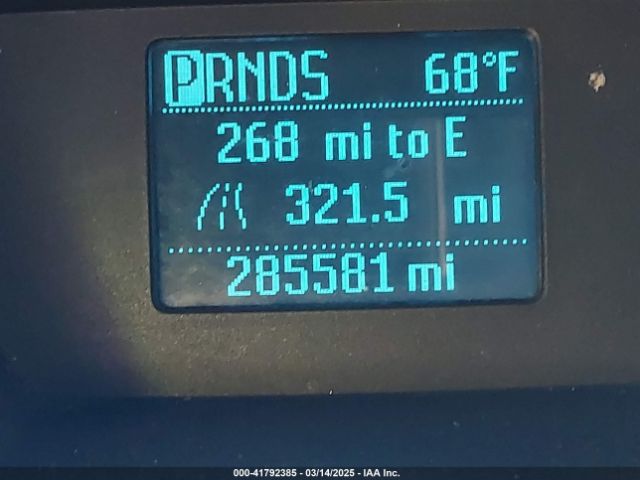 PRNDS 68°F
268 mi to E
321.5 mi
285581 mi
000-41792385 - 03/14/2025 - IAA Inc.